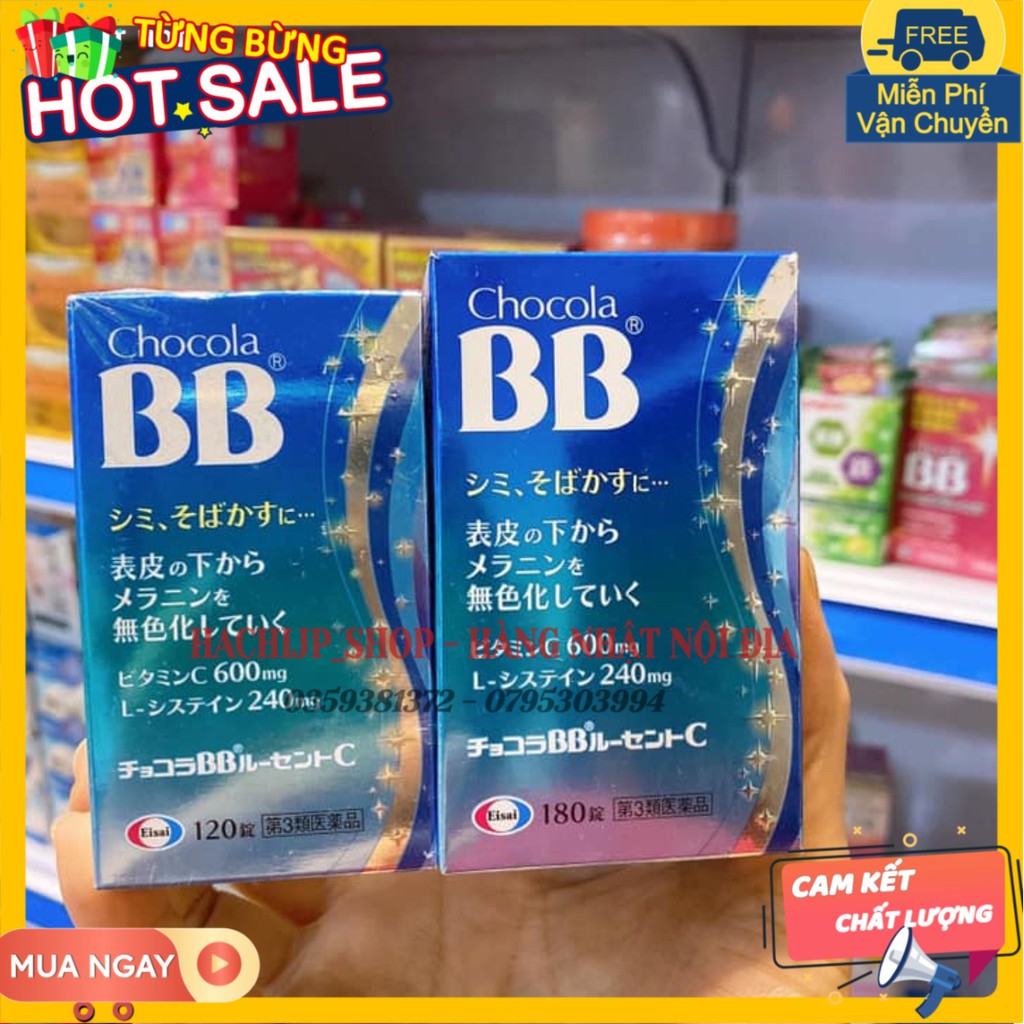 TỪNG BỪNG
HOT SALE
FREE
Miễn Phí
Vận Chuyển
Chocola
BB®
シミ、そばかすに…
表皮の下から
メラニンを
無色化していく
ビタミンC 600mg
L-システイン 240mg
チョコラBB®ルーセントC
Eisai
120錠 第3類医薬品
Chocola
BB®
シミ、そばかすに…
表皮の下から
メラニンを
無色化していく
ビタミンC 600mg
L-システイン 240mg
チョコラBB®ルーセントC
Eisai
180錠 第3類医薬品
HACHIJP_SHOP - HÀNG NHẬT NỘI ĐỊA
0859381372 - 0795303994
BB
CAM KẾT
CHẤT LƯỢNG
MUA NGAY